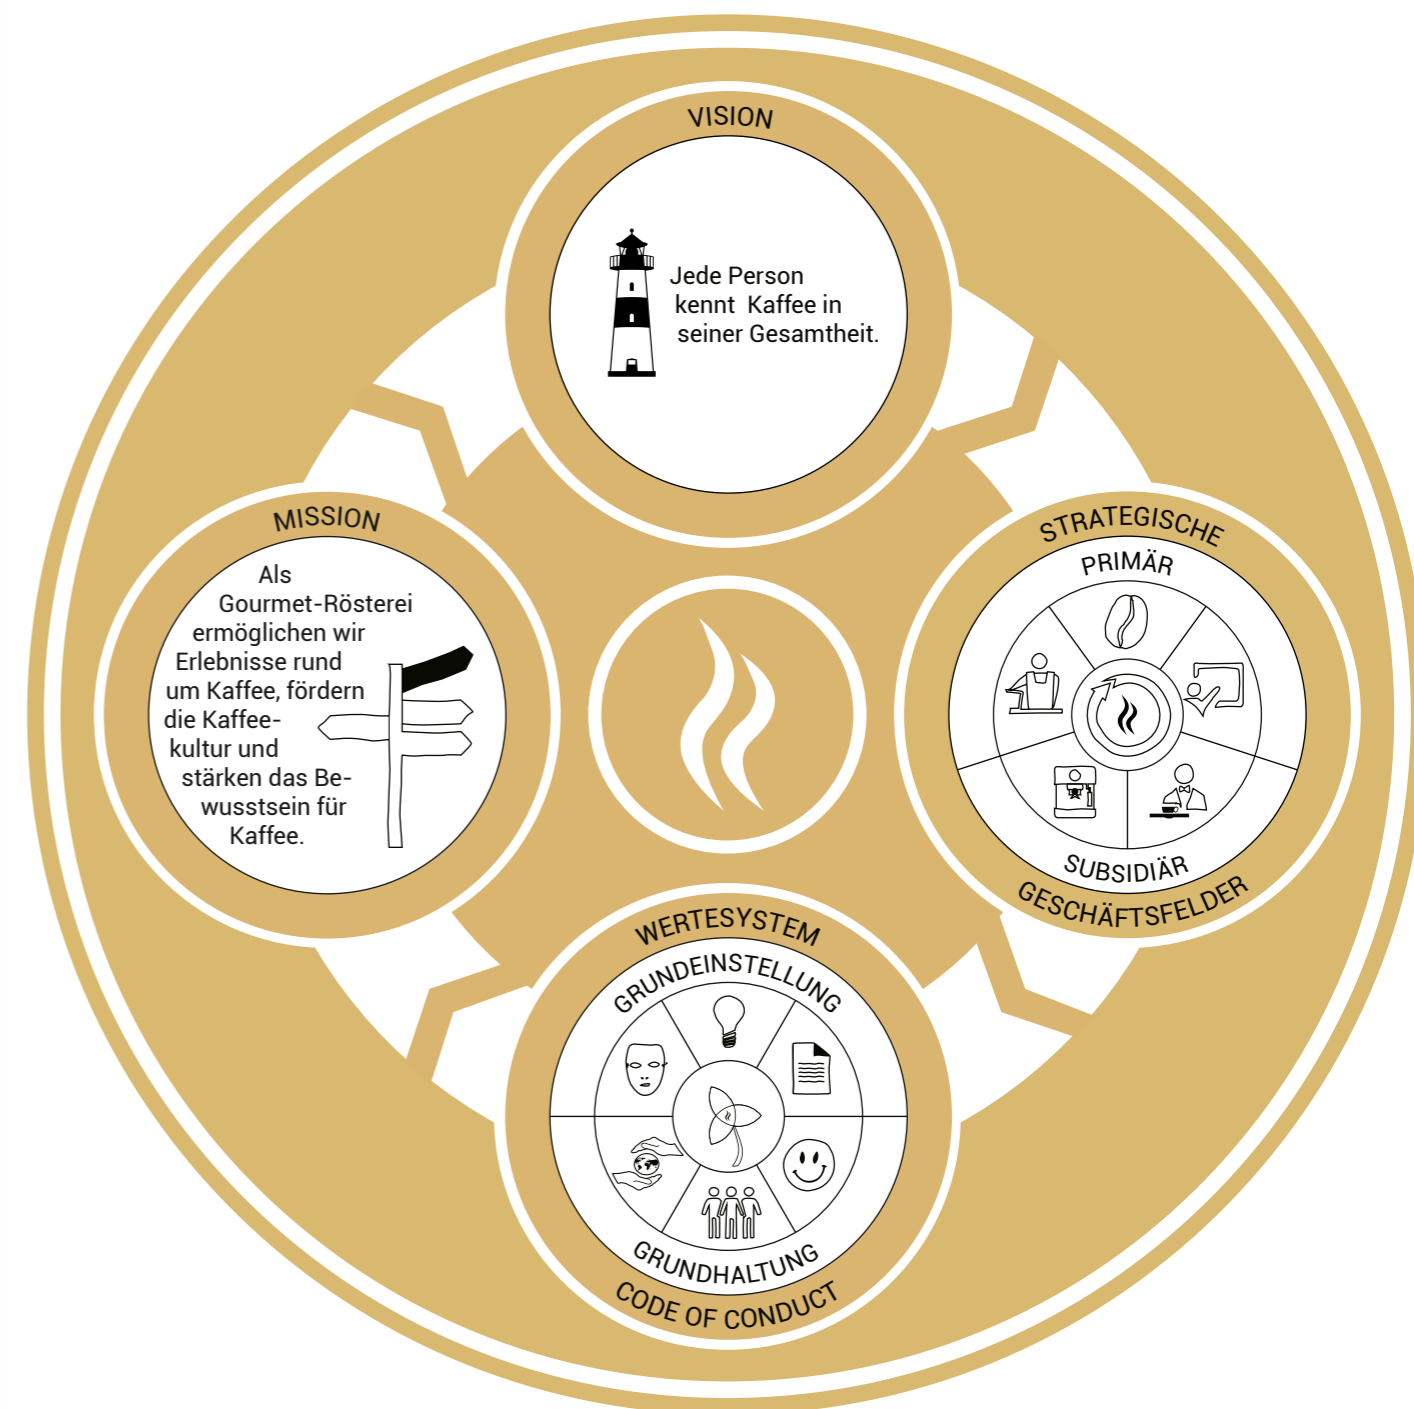 VISION
Jede Person
kennt Kaffee in
seiner Gesamtheit.
MISSION
Als
Gourmet-Rösterei
ermöglichen wir
Erlebnisse rund
um Kaffee, fördern
die Kaffee-
kultur und
stärken das Be-
wusstsein für
Kaffee.
STRATEGISCHE
PRIMÄR
SUBSIDIÄR
GESCHÄFTSFELDER
WERTESYSTEM
GRUNDEINSTELLUNG
GRUNDHALTUNG
CODE OF CONDUCT